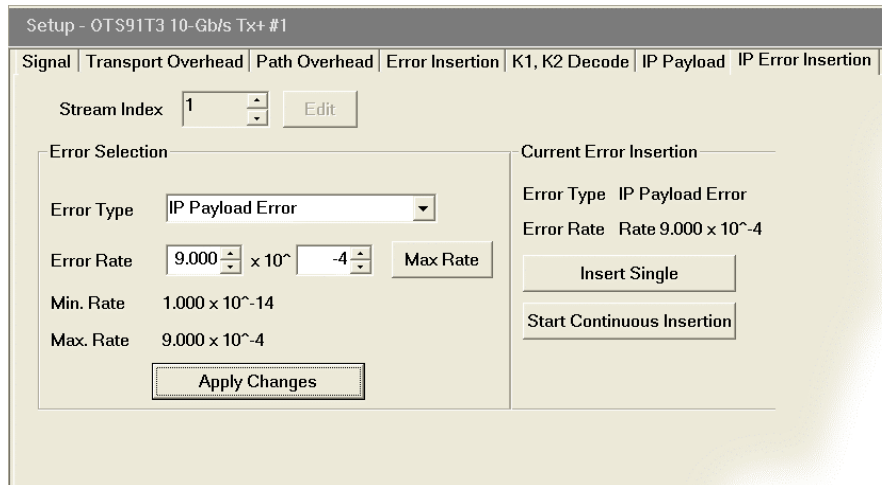 Setup - OTS91T3 10-Gb/s Tx+ #1
Signal Transport Overhead Path Overhead Error Insertion K1, K2 Decode IP Payload IP Error Insertion
Stream Index 1 Edit
Error Selection
Error Type IP Payload Error
Error Rate 9.000 x 10^ -4 Max Rate
Min. Rate 1.000 x 10^-14
Max. Rate 9.000 x 10^-4
Apply Changes
Current Error Insertion
Error Type IP Payload Error
Error Rate Rate 9.000 x 10^-4
Insert Single
Start Continuous Insertion